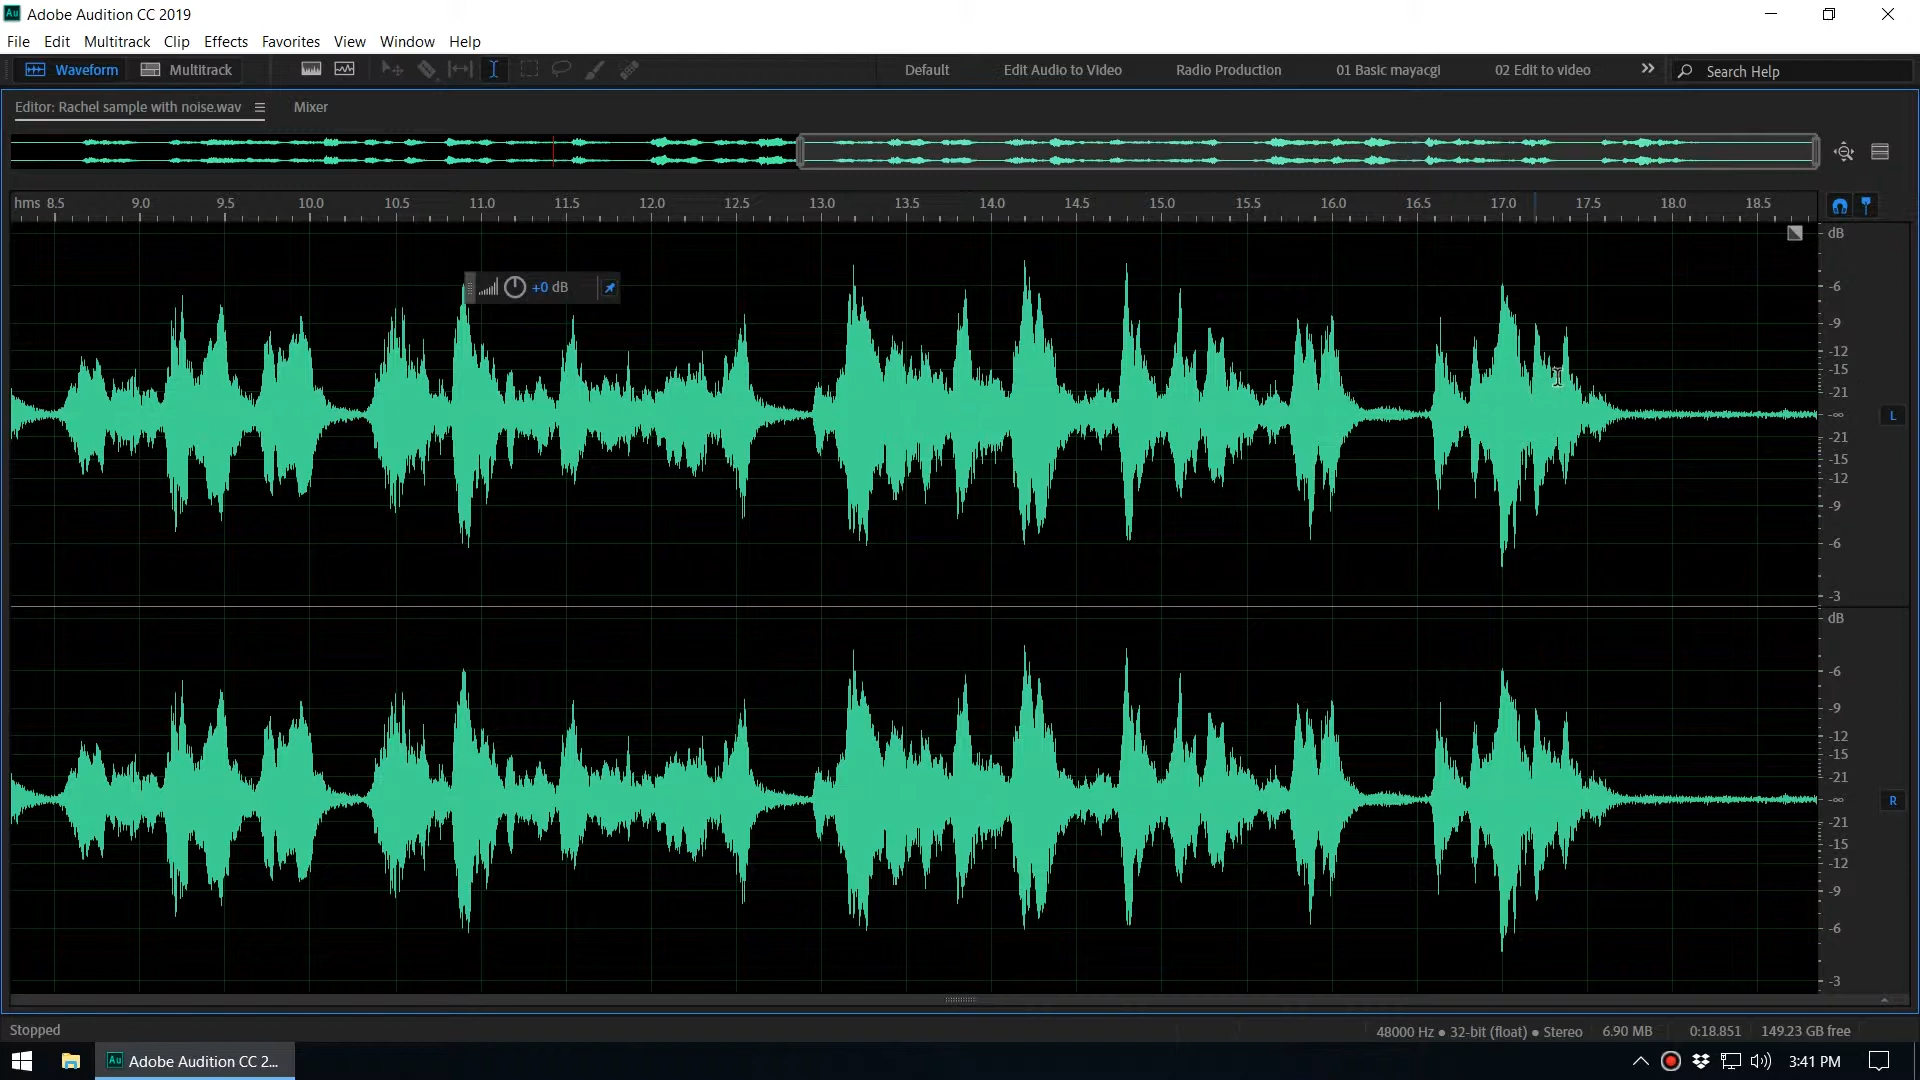 Au Adobe Audition CC 2019
File Edit Multitrack Clip Effects Favorites View Window Help
Waveform Multitrack Default Edit Audio to Video Radio Production 01 Basic mayacgi 02 Edit to video » Search Help
Editor: Rachel sample with noise.wav Mixer
hms 8.5 9.0 9.5 10.0 10.5 11.0 11.5 12.0 12.5 13.0 13.5 14.0 14.5 15.0 15.5 16.0 16.5 17.0 17.5 18.0 18.5
dB
+0 dB
-6
-9
-12
-15
-21
-∞ L
-21
-15
-12
-9
-6
-3
dB
-6
-9
-12
-15
-21
-∞ R
-21
-15
-12
-9
-6
-3
Stopped 48000 Hz ● 32-bit (float) ● Stereo 6.90 MB 0:18.851 149.23 GB free
Au Adobe Audition CC 2... 3:41 PM